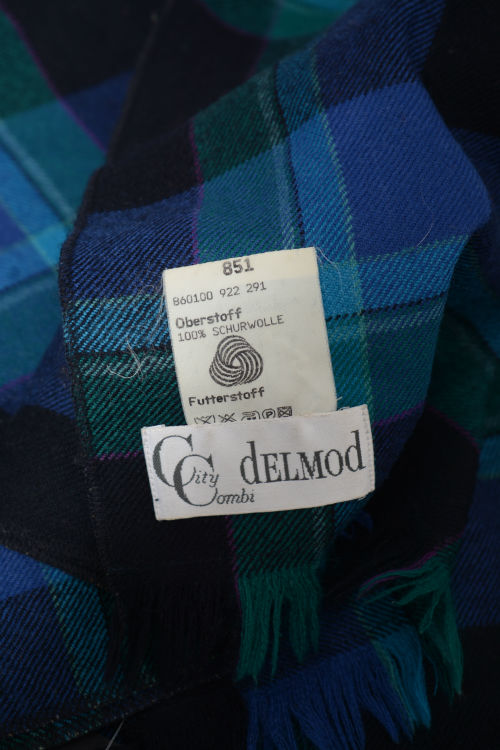 851
860100 922 291
Oberstoff
100% SCHURWOLLE
Futterstoff
City Combi
dELMod